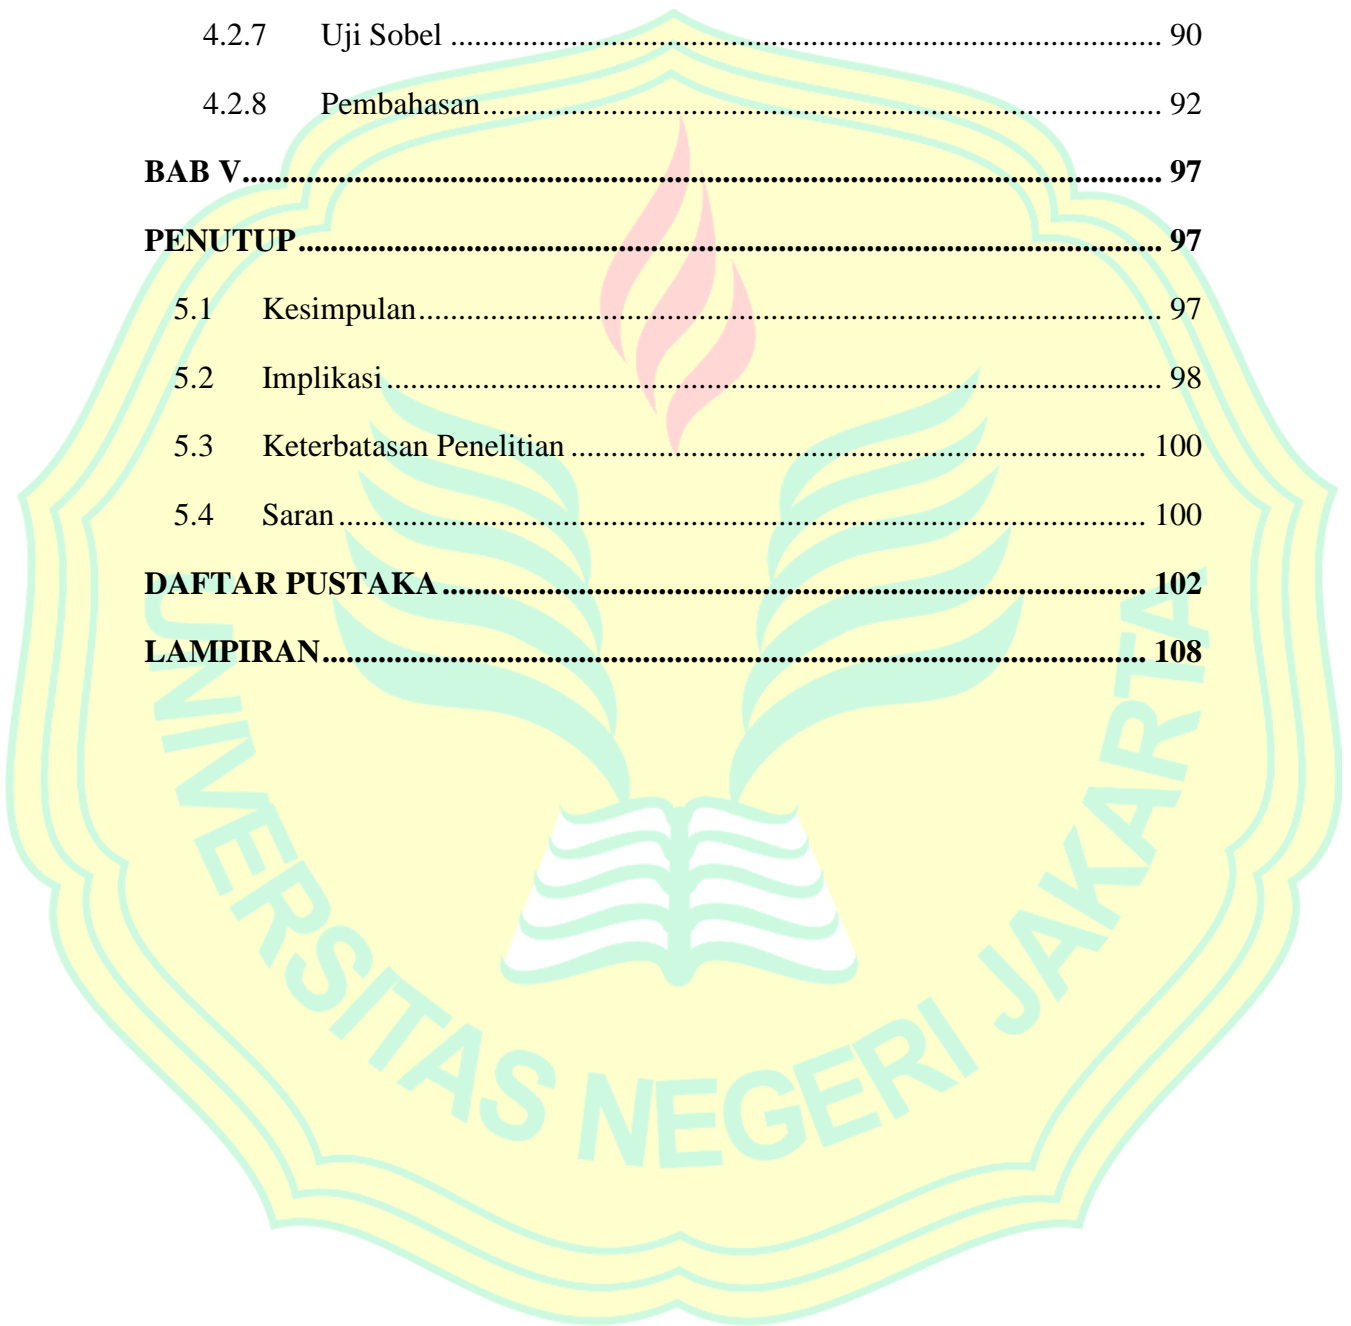 4.2.7 Uji Sobel ........................................................................................ 90
4.2.8 Pembahasan.................................................................................... 92
BAB V................................................................................................................... 97
PENUTUP............................................................................................................ 97
5.1 Kesimpulan............................................................................................. 97
5.2 Implikasi................................................................................................. 98
5.3 Keterbatasan Penelitian........................................................................ 100
5.4 Saran..................................................................................................... 100
DAFTAR PUSTAKA........................................................................................ 102
LAMPIRAN....................................................................................................... 108
UNIVERSITAS NEGERI JAKARTA